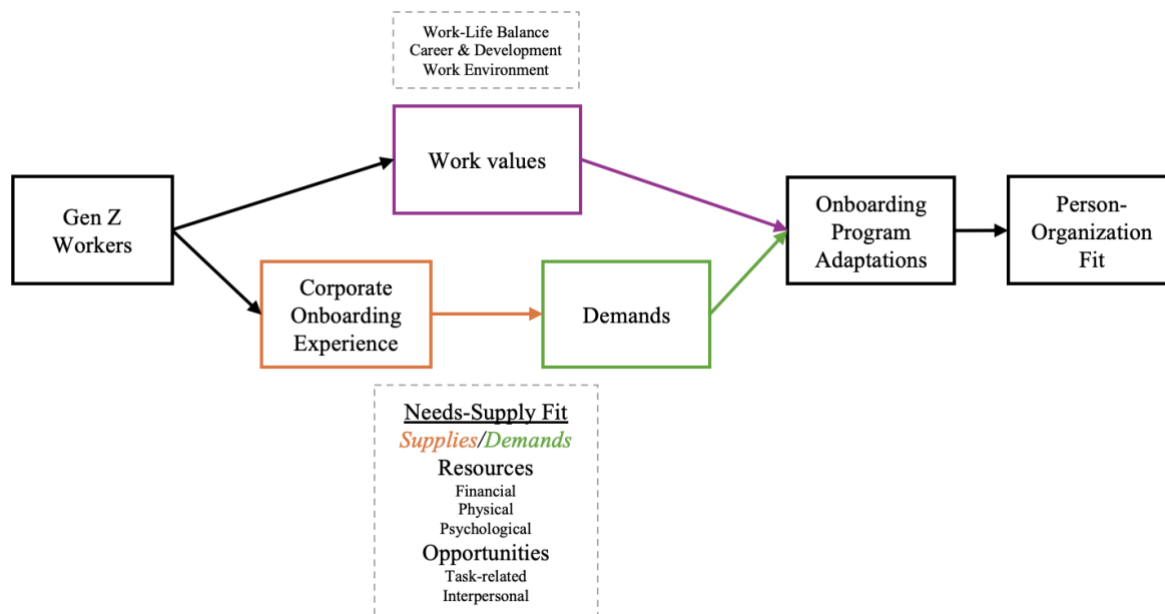 Work-Life Balance
Career & Development
Work Environment
Work values
Gen Z
Workers
Onboarding
Program
Adaptations
Person-
Organization
Fit
Corporate
Onboarding
Experience
Demands
Needs-Supply Fit
Supplies/Demands
Resources
Financial
Physical
Psychological
Opportunities
Task-related
Interpersonal